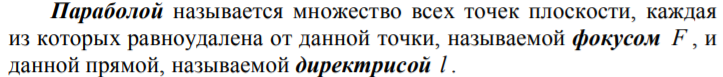 Параболой называется множество всех точек плоскости, каждая
из которых равноудалена от данной точки, называемой фокусом F , и
данной прямой, называемой директрисой l .